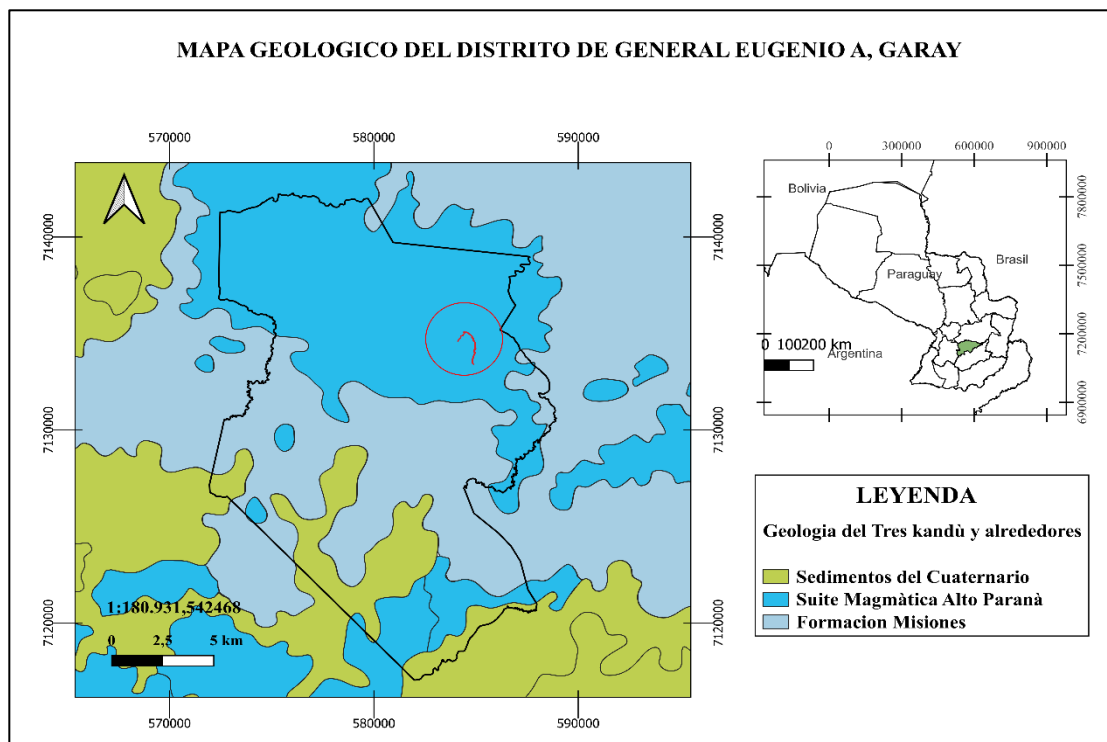 MAPA GEOLOGICO DEL DISTRITO DE GENERAL EUGENIO A, GARAY
570000 580000 590000
7140000
7130000
7120000
7140000
7130000
7120000
1:180.931,542468
0 2,5 5 km
570000 580000 590000
0 300000 600000 900000
Bolivia
Brasil
Paraguay
Argentina
0 100200 km
7800000
7500000
7200000
6900000
LEYENDA
Geologia del Tres kandù y alrededores
Sedimentos del Cuaternario
Suite Magmàtica Alto Paranà
Formacion Misiones